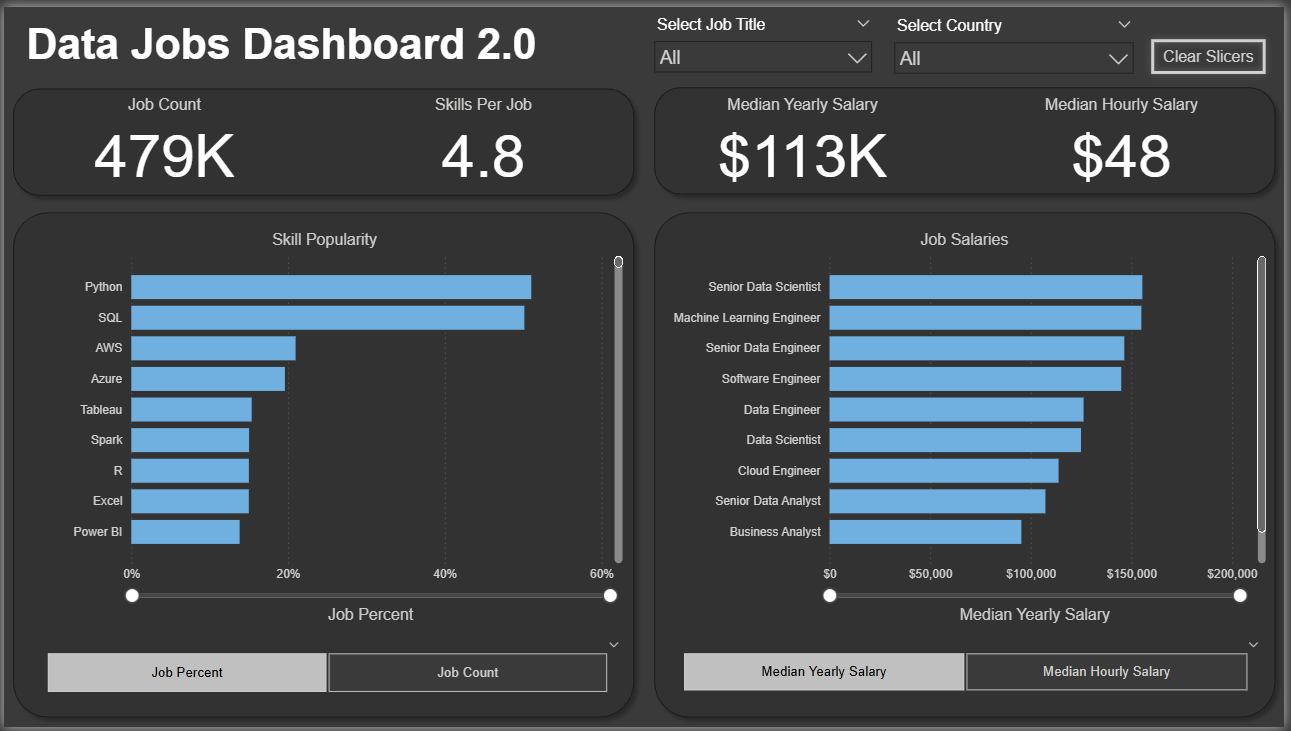 Data Jobs Dashboard 2.0
Select Job Title
All
Select Country
All
Clear Slicers
Job Count
479K
Skills Per Job
4.8
Median Yearly Salary
$113K
Median Hourly Salary
$48
Skill Popularity
Python
SQL
AWS
Azure
Tableau
Spark
R
Excel
Power BI
0% 20% 40% 60%
Job Percent
Job Percent
Job Count
Job Salaries
Senior Data Scientist
Machine Learning Engineer
Senior Data Engineer
Software Engineer
Data Engineer
Data Scientist
Cloud Engineer
Senior Data Analyst
Business Analyst
$0 $50,000 $100,000 $150,000 $200,000
Median Yearly Salary
Median Yearly Salary
Median Hourly Salary